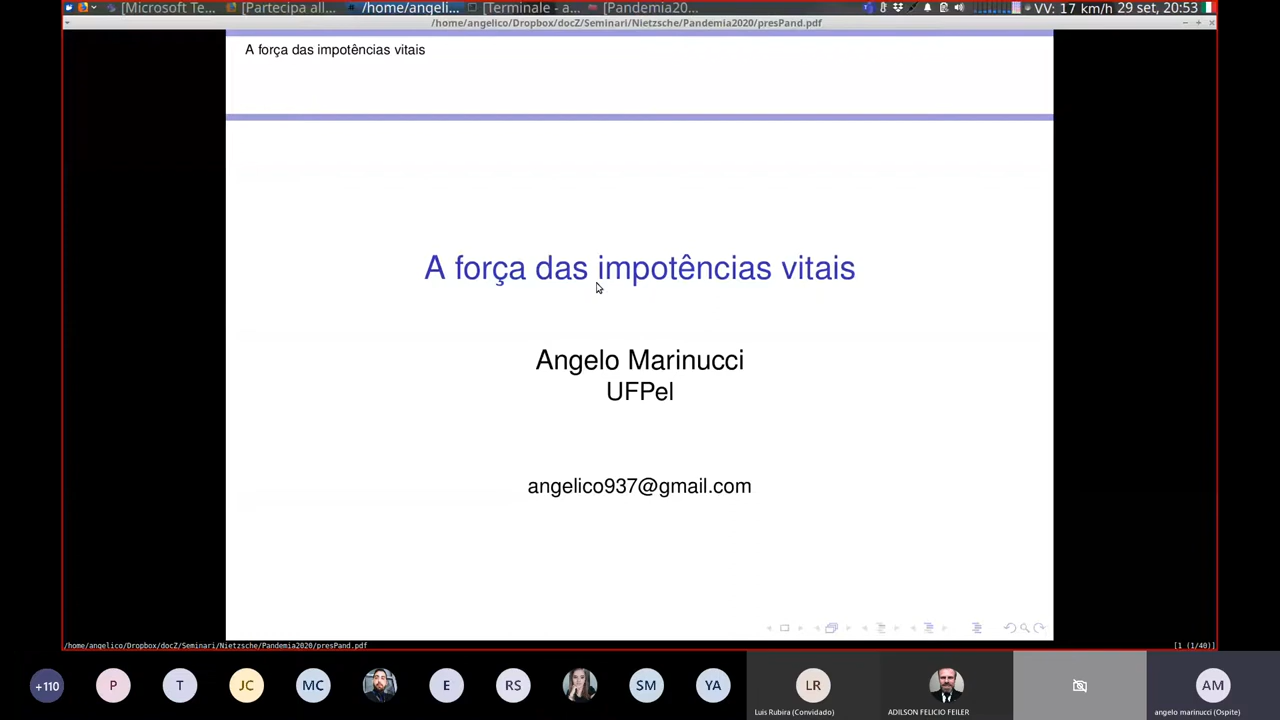 [Microsoft Te...
[Partecipa all...
/home/angeli...
[Terminale - a...
[Pandemia20...
VV: 17 km/h 29 set, 20:53
/home/angelico/Dropbox/docZ/Seminari/Nietzsche/Pandemia2020/presPand.pdf
A força das impotências vitais
A força das impotências vitais
Angelo Marinucci
UFPel
angelico937@gmail.com
/home/angelico/Dropbox/docZ/Seminari/Nietzsche/Pandemia2020/presPand.pdf
[1 (1/40)]
+110
P
T
JC
MC
E
RS
SM
YA
LR
AM
Luis Rubira (Convidado)
ADILSON FELICIO FEILER
angelo marinucci (Ospite)